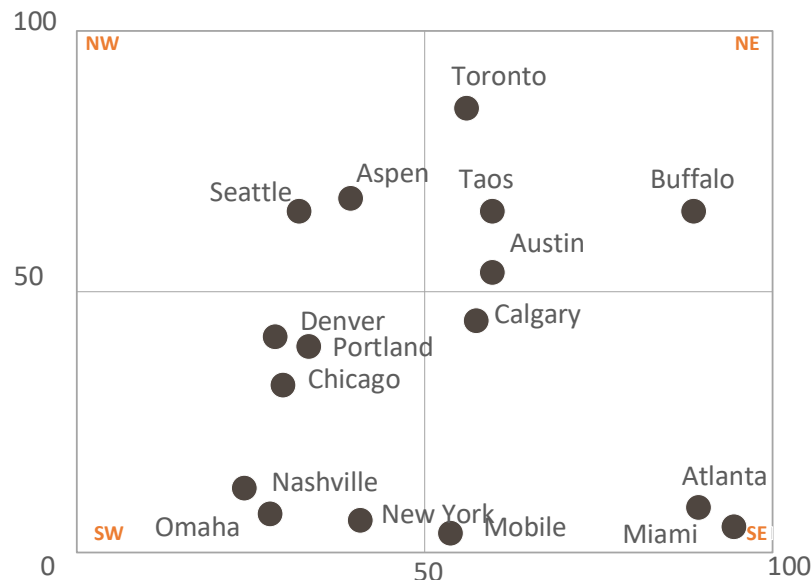 100
NW
NE
Toronto
Seattle
Aspen
Taos
Buffalo
Austin
50
Denver
Calgary
Portland
Chicago
Nashville
Atlanta
Omaha
New York
Mobile
Miami
SW
SE
0
50
100